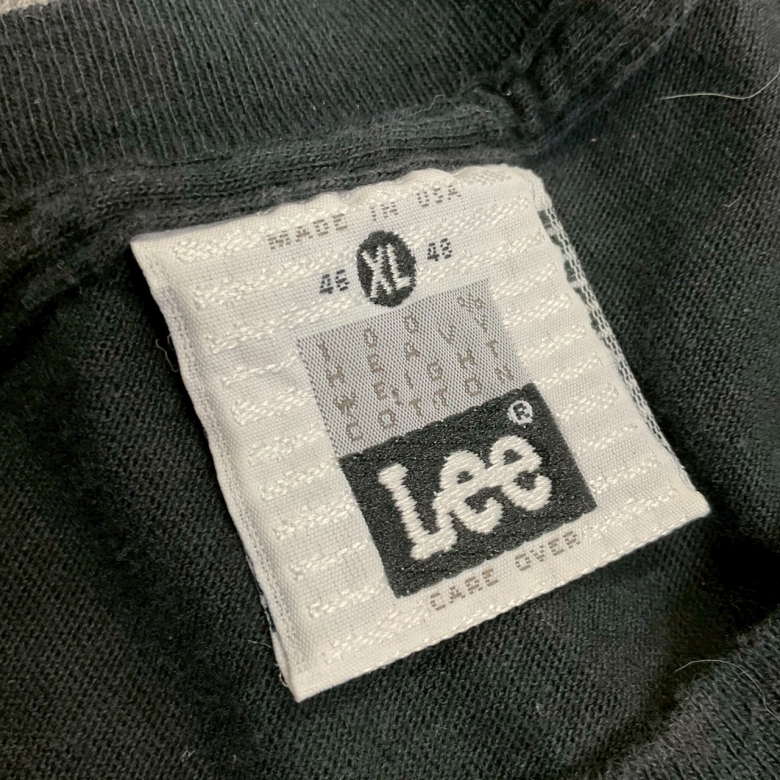 MADE IN USA
46 XL 48
Lee®
CARE OVER